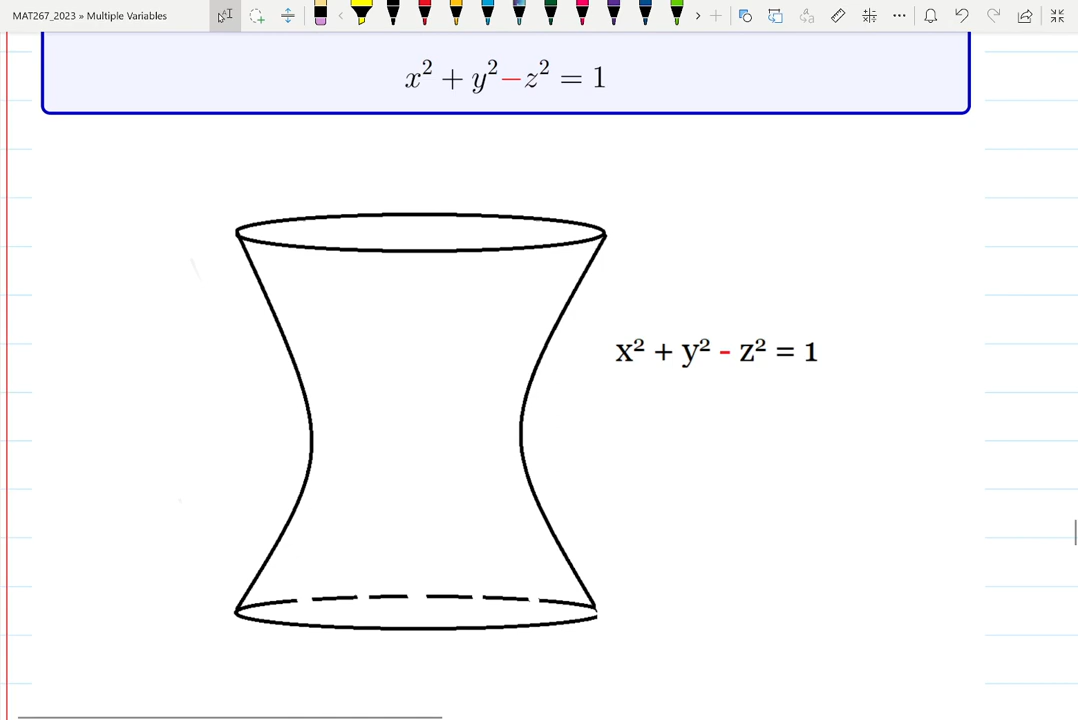 MAT267_2023 » Multiple Variables
x² + y² − z² = 1
x² + y² - z² = 1